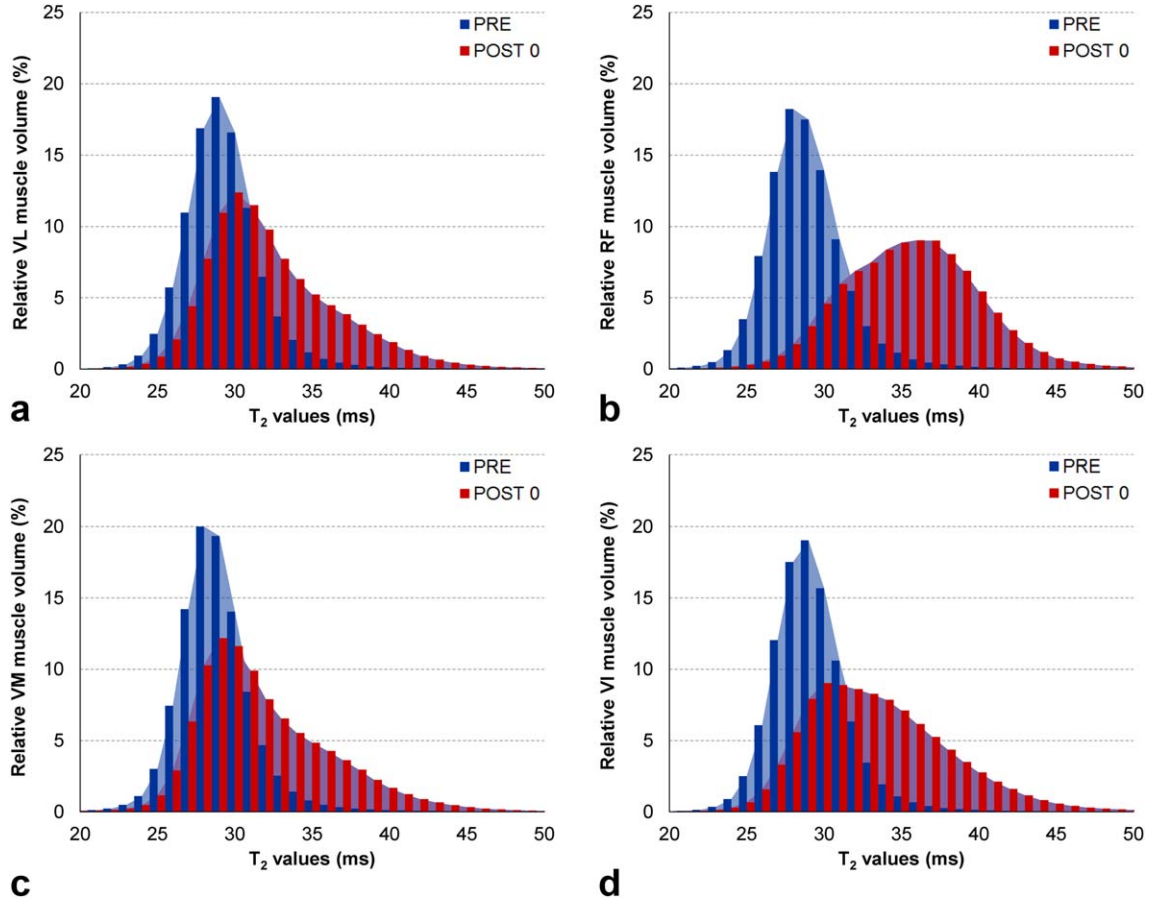 25
20
15
10
5
0
Relative VL muscle volume (%)
PRE
POST 0
20 25 30 35 40 45 50
T₂ values (ms)
a
25
20
15
10
5
0
Relative RF muscle volume (%)
PRE
POST 0
20 25 30 35 40 45 50
T₂ values (ms)
b
25
20
15
10
5
0
Relative VM muscle volume (%)
PRE
POST 0
20 25 30 35 40 45 50
T₂ values (ms)
c
25
20
15
10
5
0
Relative VI muscle volume (%)
PRE
POST 0
20 25 30 35 40 45 50
T₂ values (ms)
d